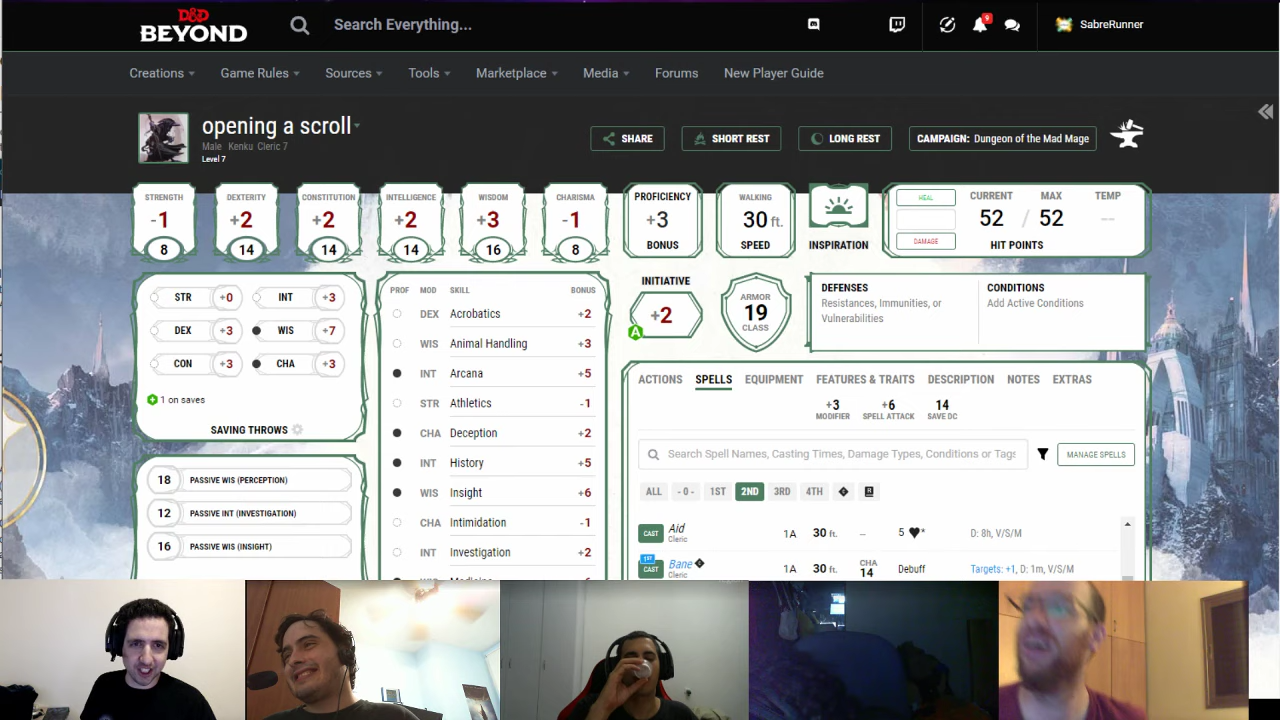 D&D
BEYOND
Search Everything...
9
SabreRunner
Creations
Game Rules
Sources
Tools
Marketplace
Media
Forums
New Player Guide
opening a scroll
Male Kenku Cleric 7
Level 7
SHARE
SHORT REST
LONG REST
CAMPAIGN: Dungeon of the Mad Mage
STRENGTH
-1
8
DEXTERITY
+2
14
CONSTITUTION
+2
14
INTELLIGENCE
+2
14
WISDOM
+3
16
CHARISMA
-1
8
PROFICIENCY
+3
BONUS
WALKING
30 ft.
SPEED
INSPIRATION
HEAL
DAMAGE
CURRENT
52
/
MAX
52
TEMP
--
HIT POINTS
STR +0
INT +3
DEX +3
WIS +7
CON +3
CHA +3
1 on saves
SAVING THROWS
18 PASSIVE WIS (PERCEPTION)
12 PASSIVE INT (INVESTIGATION)
16 PASSIVE WIS (INSIGHT)
PROF MOD SKILL BONUS
DEX Acrobatics +2
WIS Animal Handling +3
INT Arcana +5
STR Athletics -1
CHA Deception +2
INT History +5
WIS Insight +6
CHA Intimidation -1
INT Investigation +2
INITIATIVE
+2
A
ARMOR
19
CLASS
DEFENSES
Resistances, Immunities, or
Vulnerabilities
CONDITIONS
Add Active Conditions
ACTIONS
SPELLS
EQUIPMENT
FEATURES & TRAITS
DESCRIPTION
NOTES
EXTRAS
+3
MODIFIER
+6
SPELL ATTACK
14
SAVE DC
Search Spell Names, Casting Times, Damage Types, Conditions or Tags
MANAGE SPELLS
ALL
- 0 -
1ST
2ND
3RD
4TH
CAST
Aid
Cleric
1A
30 ft.
--
5
*
D: 8h, V/S/M
1ST
CAST
Bane
Cleric
1A
30 ft.
CHA
14
Debuff
Targets: +1, D: 1m, V/S/M